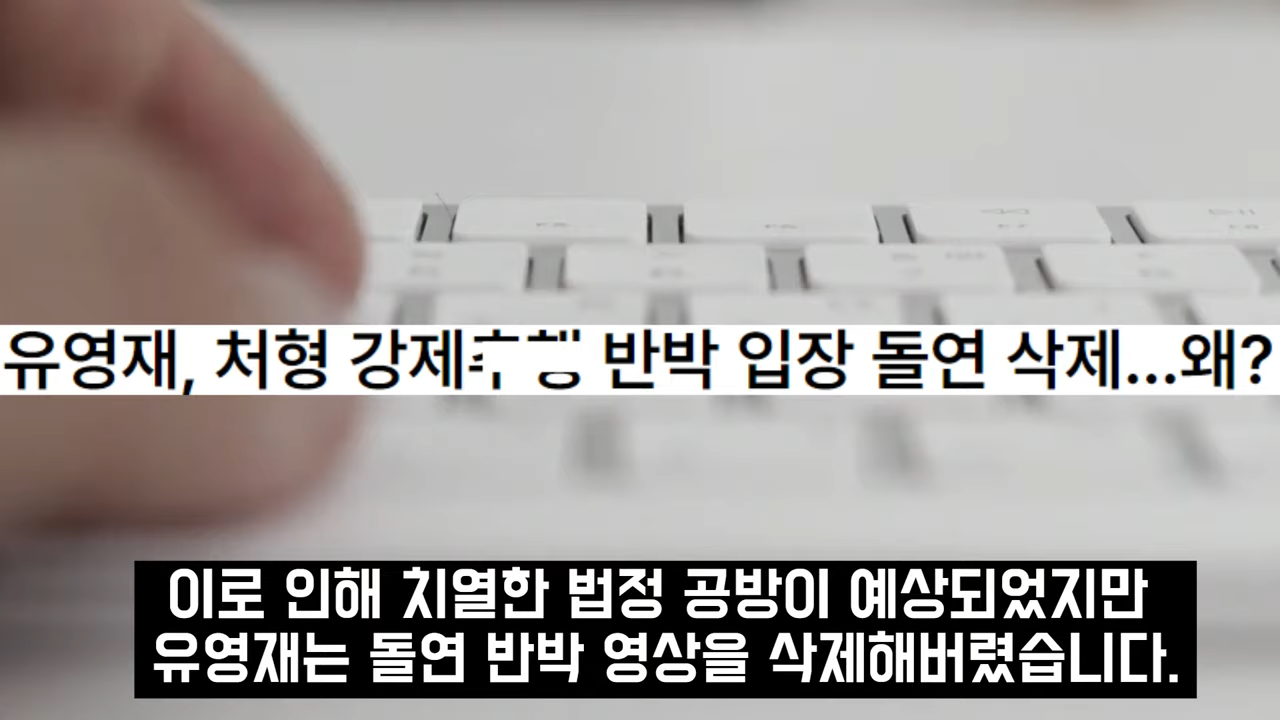 유영재, 처형 강제 반박 입장 돌연 삭제...왜?
이로 인해 치열한 법정 공방이 예상되었지만
유영재는 돌연 반박 영상을 삭제해버렸습니다.